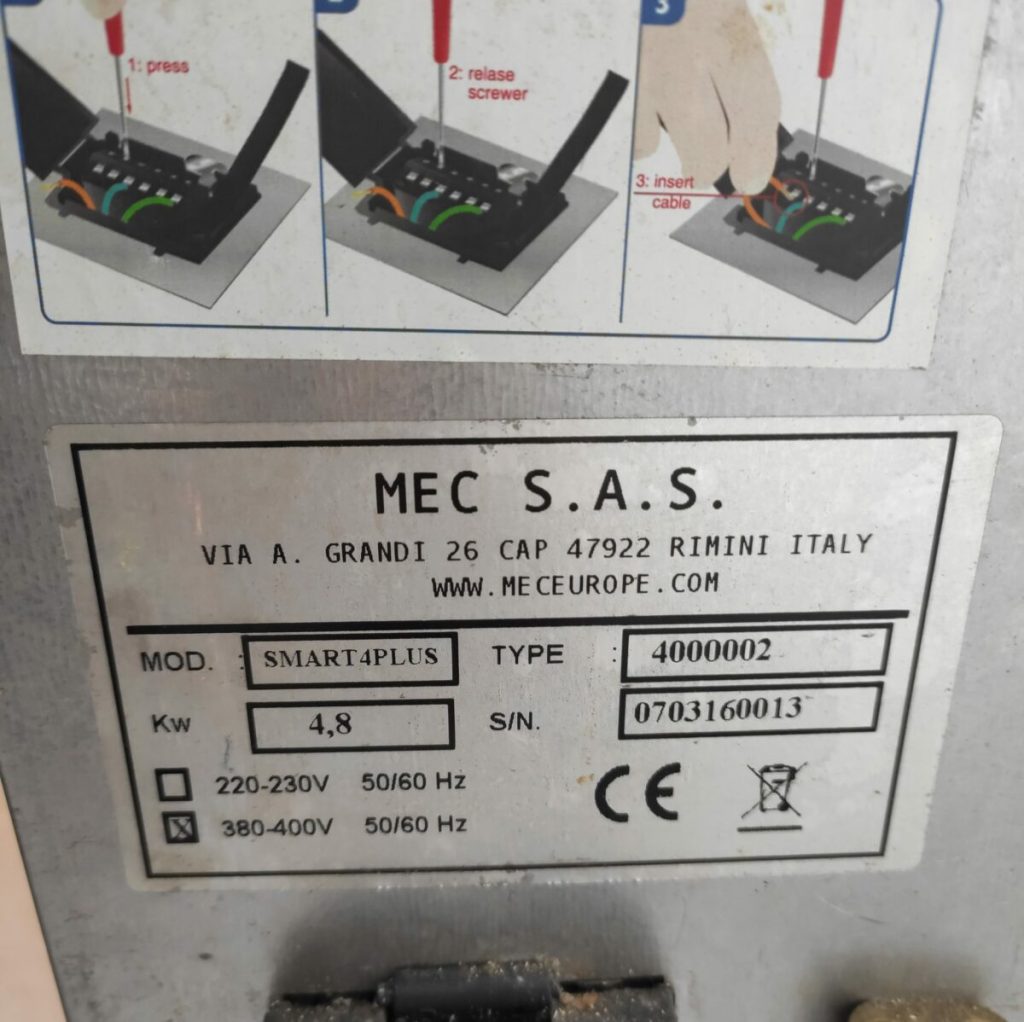 3
1: press
2: relase
screwer
3: insert
cable
MEC S.A.S.
VIA A. GRANDI 26 CAP 47922 RIMINI ITALY
WWW.MECEUROPE.COM
MOD. : SMART4PLUS TYPE : 4000002
Kw 4,8 S/N. 0703160013
220-230V 50/60 Hz
380-400V 50/60 Hz
CE